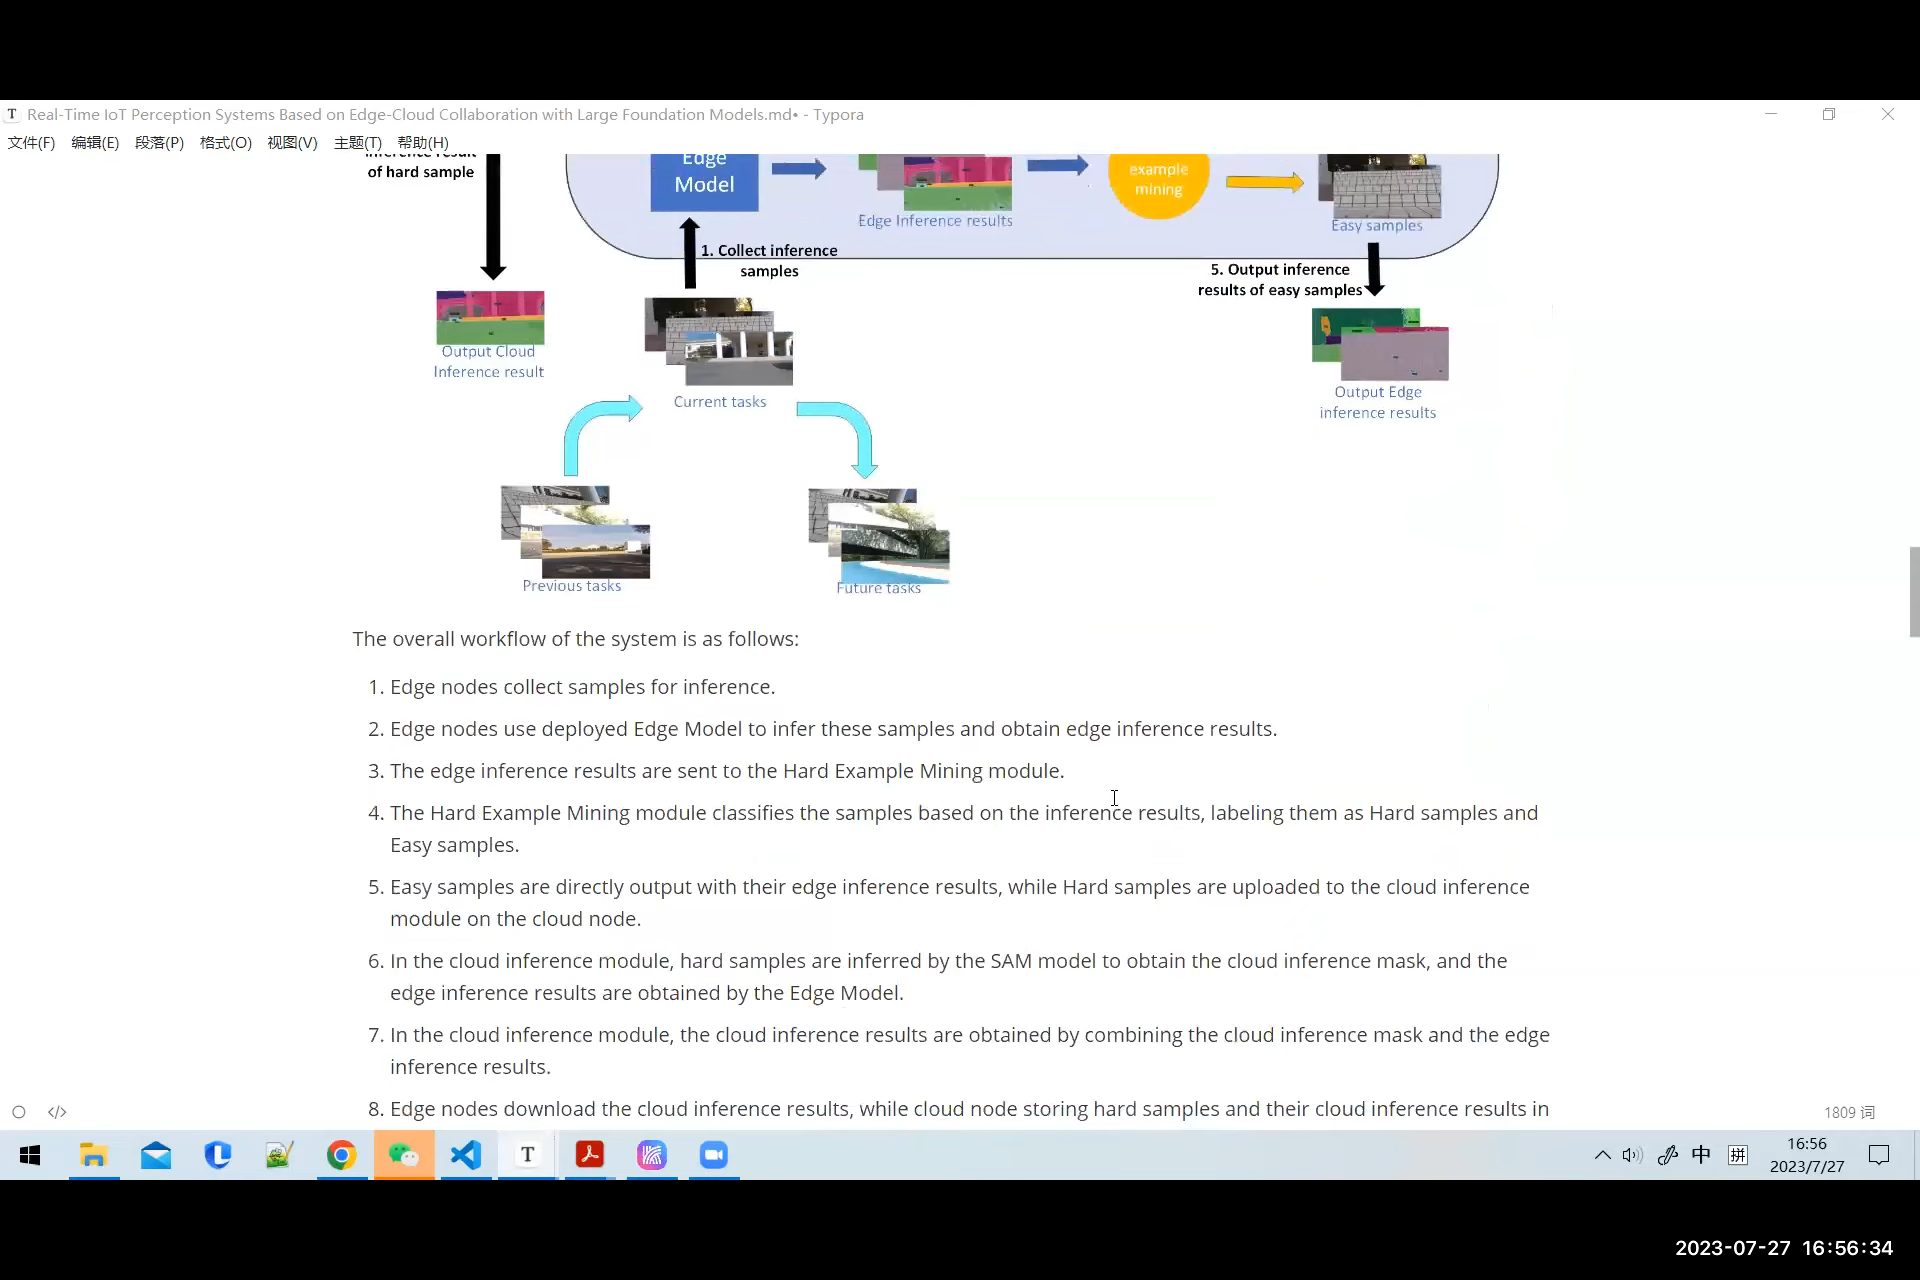 Real-Time IoT Perception Systems Based on Edge-Cloud Collaboration with Large Foundation Models.md• - Typora
文件(F) 编辑(E) 段落(P) 格式(O) 视图(V) 主题(T) 帮助(H)
inference result
of hard sample
Edge
Model
Edge Inference results
example
mining
Easy samples
1. Collect inference
samples
5. Output inference
results of easy samples
Output Cloud
Inference result
Current tasks
Output Edge
inference results
Previous tasks
Future tasks
The overall workflow of the system is as follows:
1. Edge nodes collect samples for inference.
2. Edge nodes use deployed Edge Model to infer these samples and obtain edge inference results.
3. The edge inference results are sent to the Hard Example Mining module.
4. The Hard Example Mining module classifies the samples based on the inference results, labeling them as Hard samples and
Easy samples.
5. Easy samples are directly output with their edge inference results, while Hard samples are uploaded to the cloud inference
module on the cloud node.
6. In the cloud inference module, hard samples are inferred by the SAM model to obtain the cloud inference mask, and the
edge inference results are obtained by the Edge Model.
7. In the cloud inference module, the cloud inference results are obtained by combining the cloud inference mask and the edge
inference results.
8. Edge nodes download the cloud inference results, while cloud node storing hard samples and their cloud inference results in
1809 词
中
拼
16:56
2023/7/27
2023-07-27 16:56:34